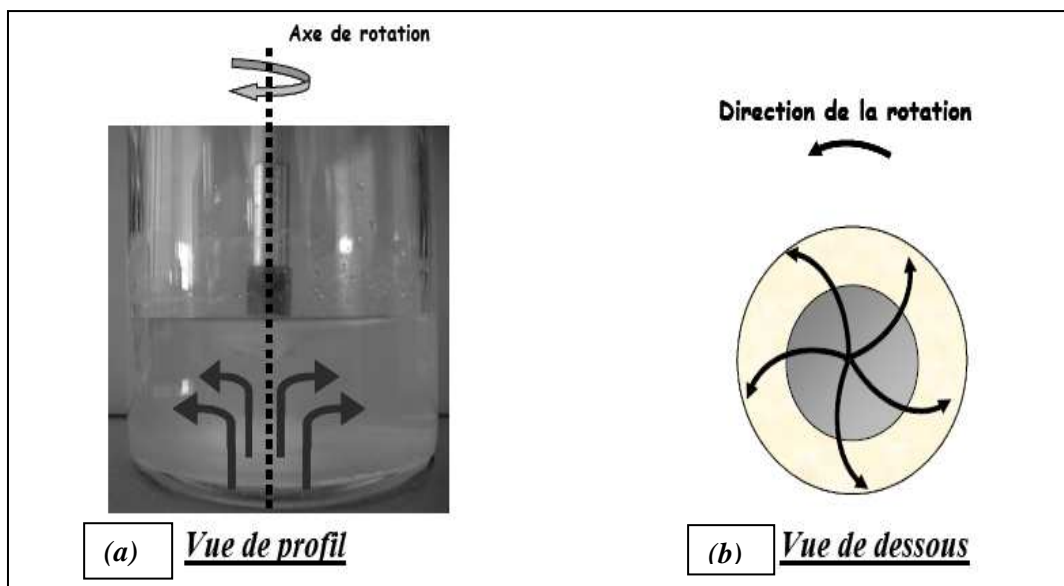 Axe de rotation
Direction de la rotation
(a) Vue de profil
(b) Vue de dessous